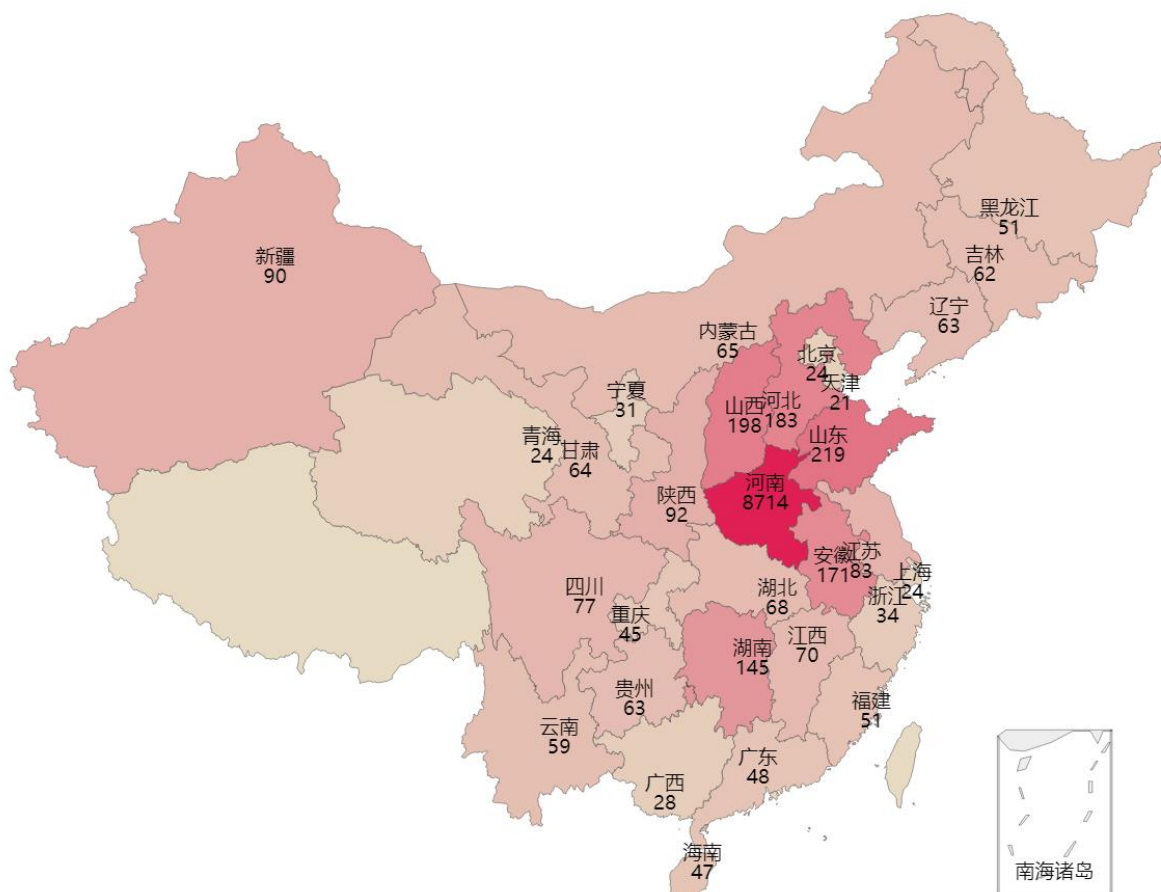 黑龙江
51
新疆
90
吉林
62
辽宁
63
内蒙古
65
北京
24
天津
21
宁夏
31
山西
198
河北
183
青海
24
甘肃
64
山东
219
河南
8714
陕西
92
安徽
171
江苏
83
上海
24
四川
77
湖北
68
浙江
34
重庆
45
湖南
145
江西
70
贵州
63
福建
51
云南
59
广东
48
广西
28
海南
47
南海诸岛